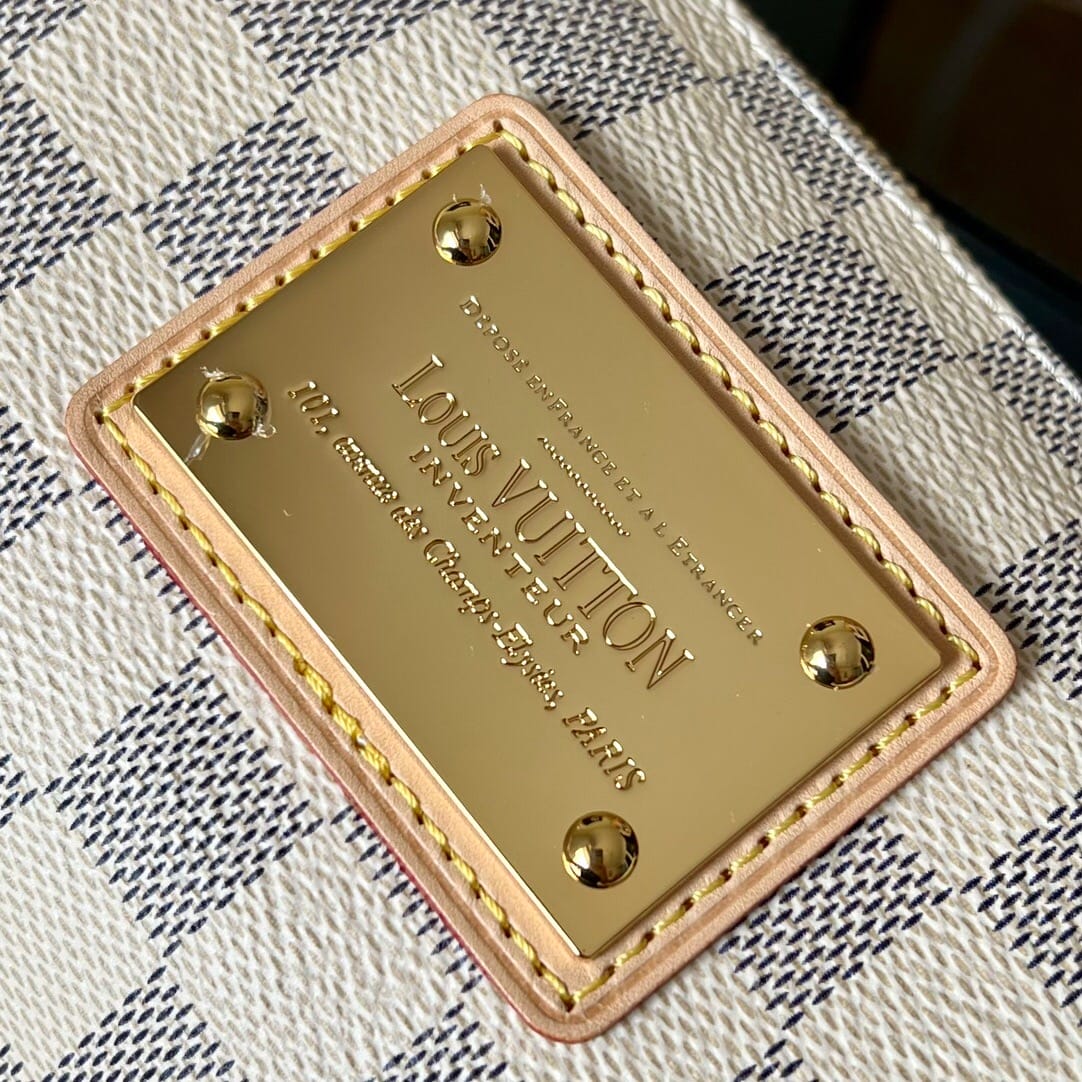 DEPOSE EN FRANCE ET A L ETRANGER
LOUIS VUITTON
INVENTEUR
101, avenue des Champs-Elysées, PARIS